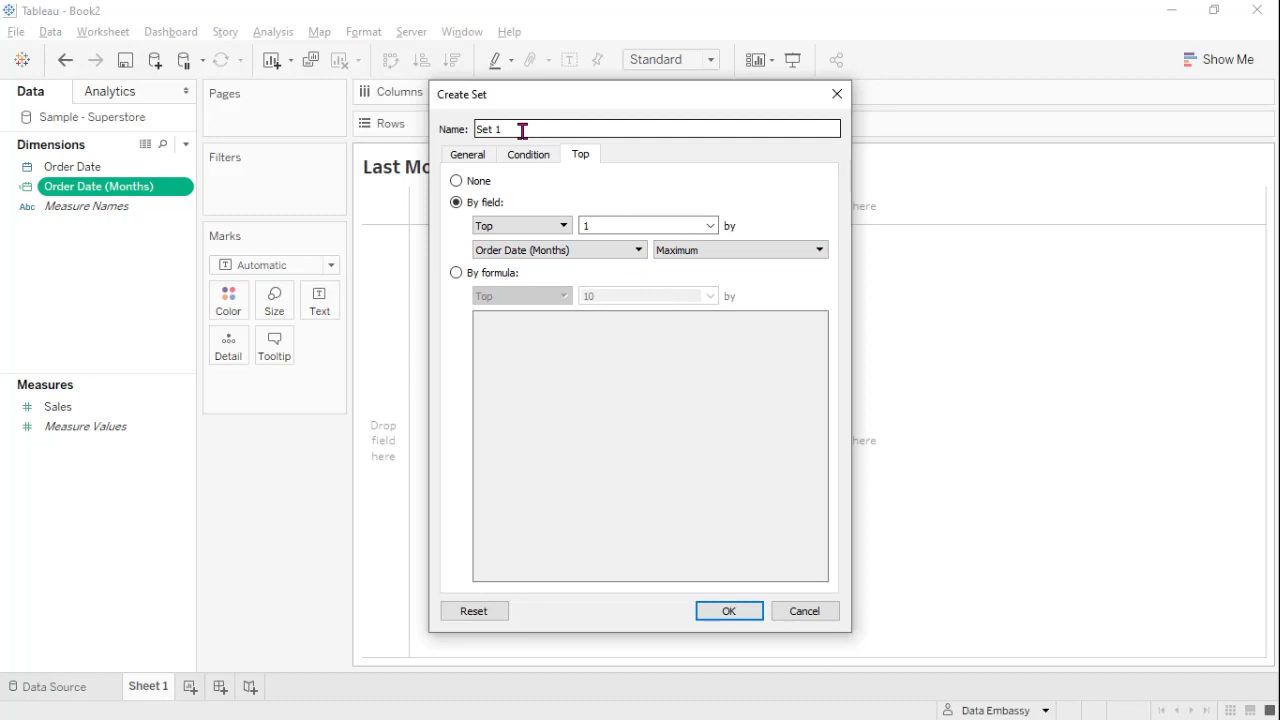 Tableau - Book2
File Data Worksheet Dashboard Story Analysis Map Format Server Window Help
Standard
Show Me
Data Analytics
Sample - Superstore
Dimensions
Order Date
Order Date (Months)
Abc Measure Names
Measures
Sales
Measure Values
Pages
Filters
Marks
Automatic
Color Size Text
Detail Tooltip
Columns
Rows
Last Mo
here
Drop
field
here
here
Create Set
Name: Set 1
General Condition Top
None
By field:
Top 1 by
Order Date (Months) Maximum
By formula:
Top 10 by
Reset OK Cancel
Data Source Sheet 1
Data Embassy